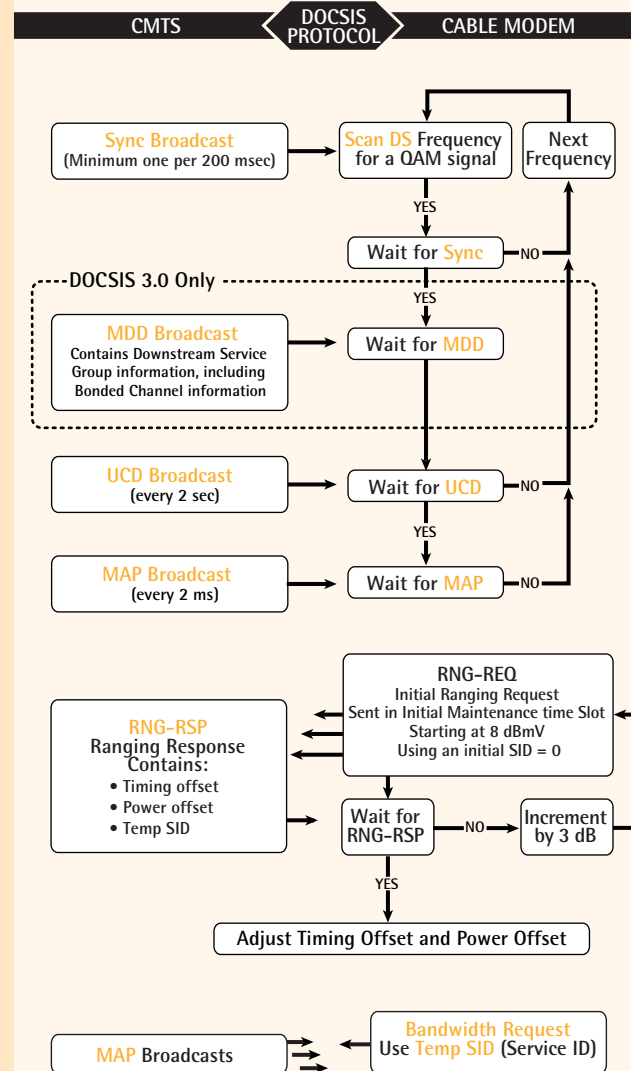 CMTS
DOCSIS
PROTOCOL
CABLE MODEM
Sync Broadcast
(Minimum one per 200 msec)
Scan DS Frequency
for a QAM signal
Next
Frequency
YES
Wait for Sync
NO
DOCSIS 3.0 Only
YES
MDD Broadcast
Contains Downstream Service
Group information, including
Bonded Channel information
Wait for MDD
UCD Broadcast
(every 2 sec)
Wait for UCD
NO
YES
MAP Broadcast
(every 2 ms)
Wait for MAP
NO
RNG-REQ
Initial Ranging Request
Sent in Initial Maintenance time Slot
Starting at 8 dBmV
Using an initial SID = 0
RNG-RSP
Ranging Response
Contains:
• Timing offset
• Power offset
• Temp SID
Wait for
RNG-RSP
NO
Increment
by 3 dB
YES
Adjust Timing Offset and Power Offset
MAP Broadcasts
Bandwidth Request
Use Temp SID (Service ID)